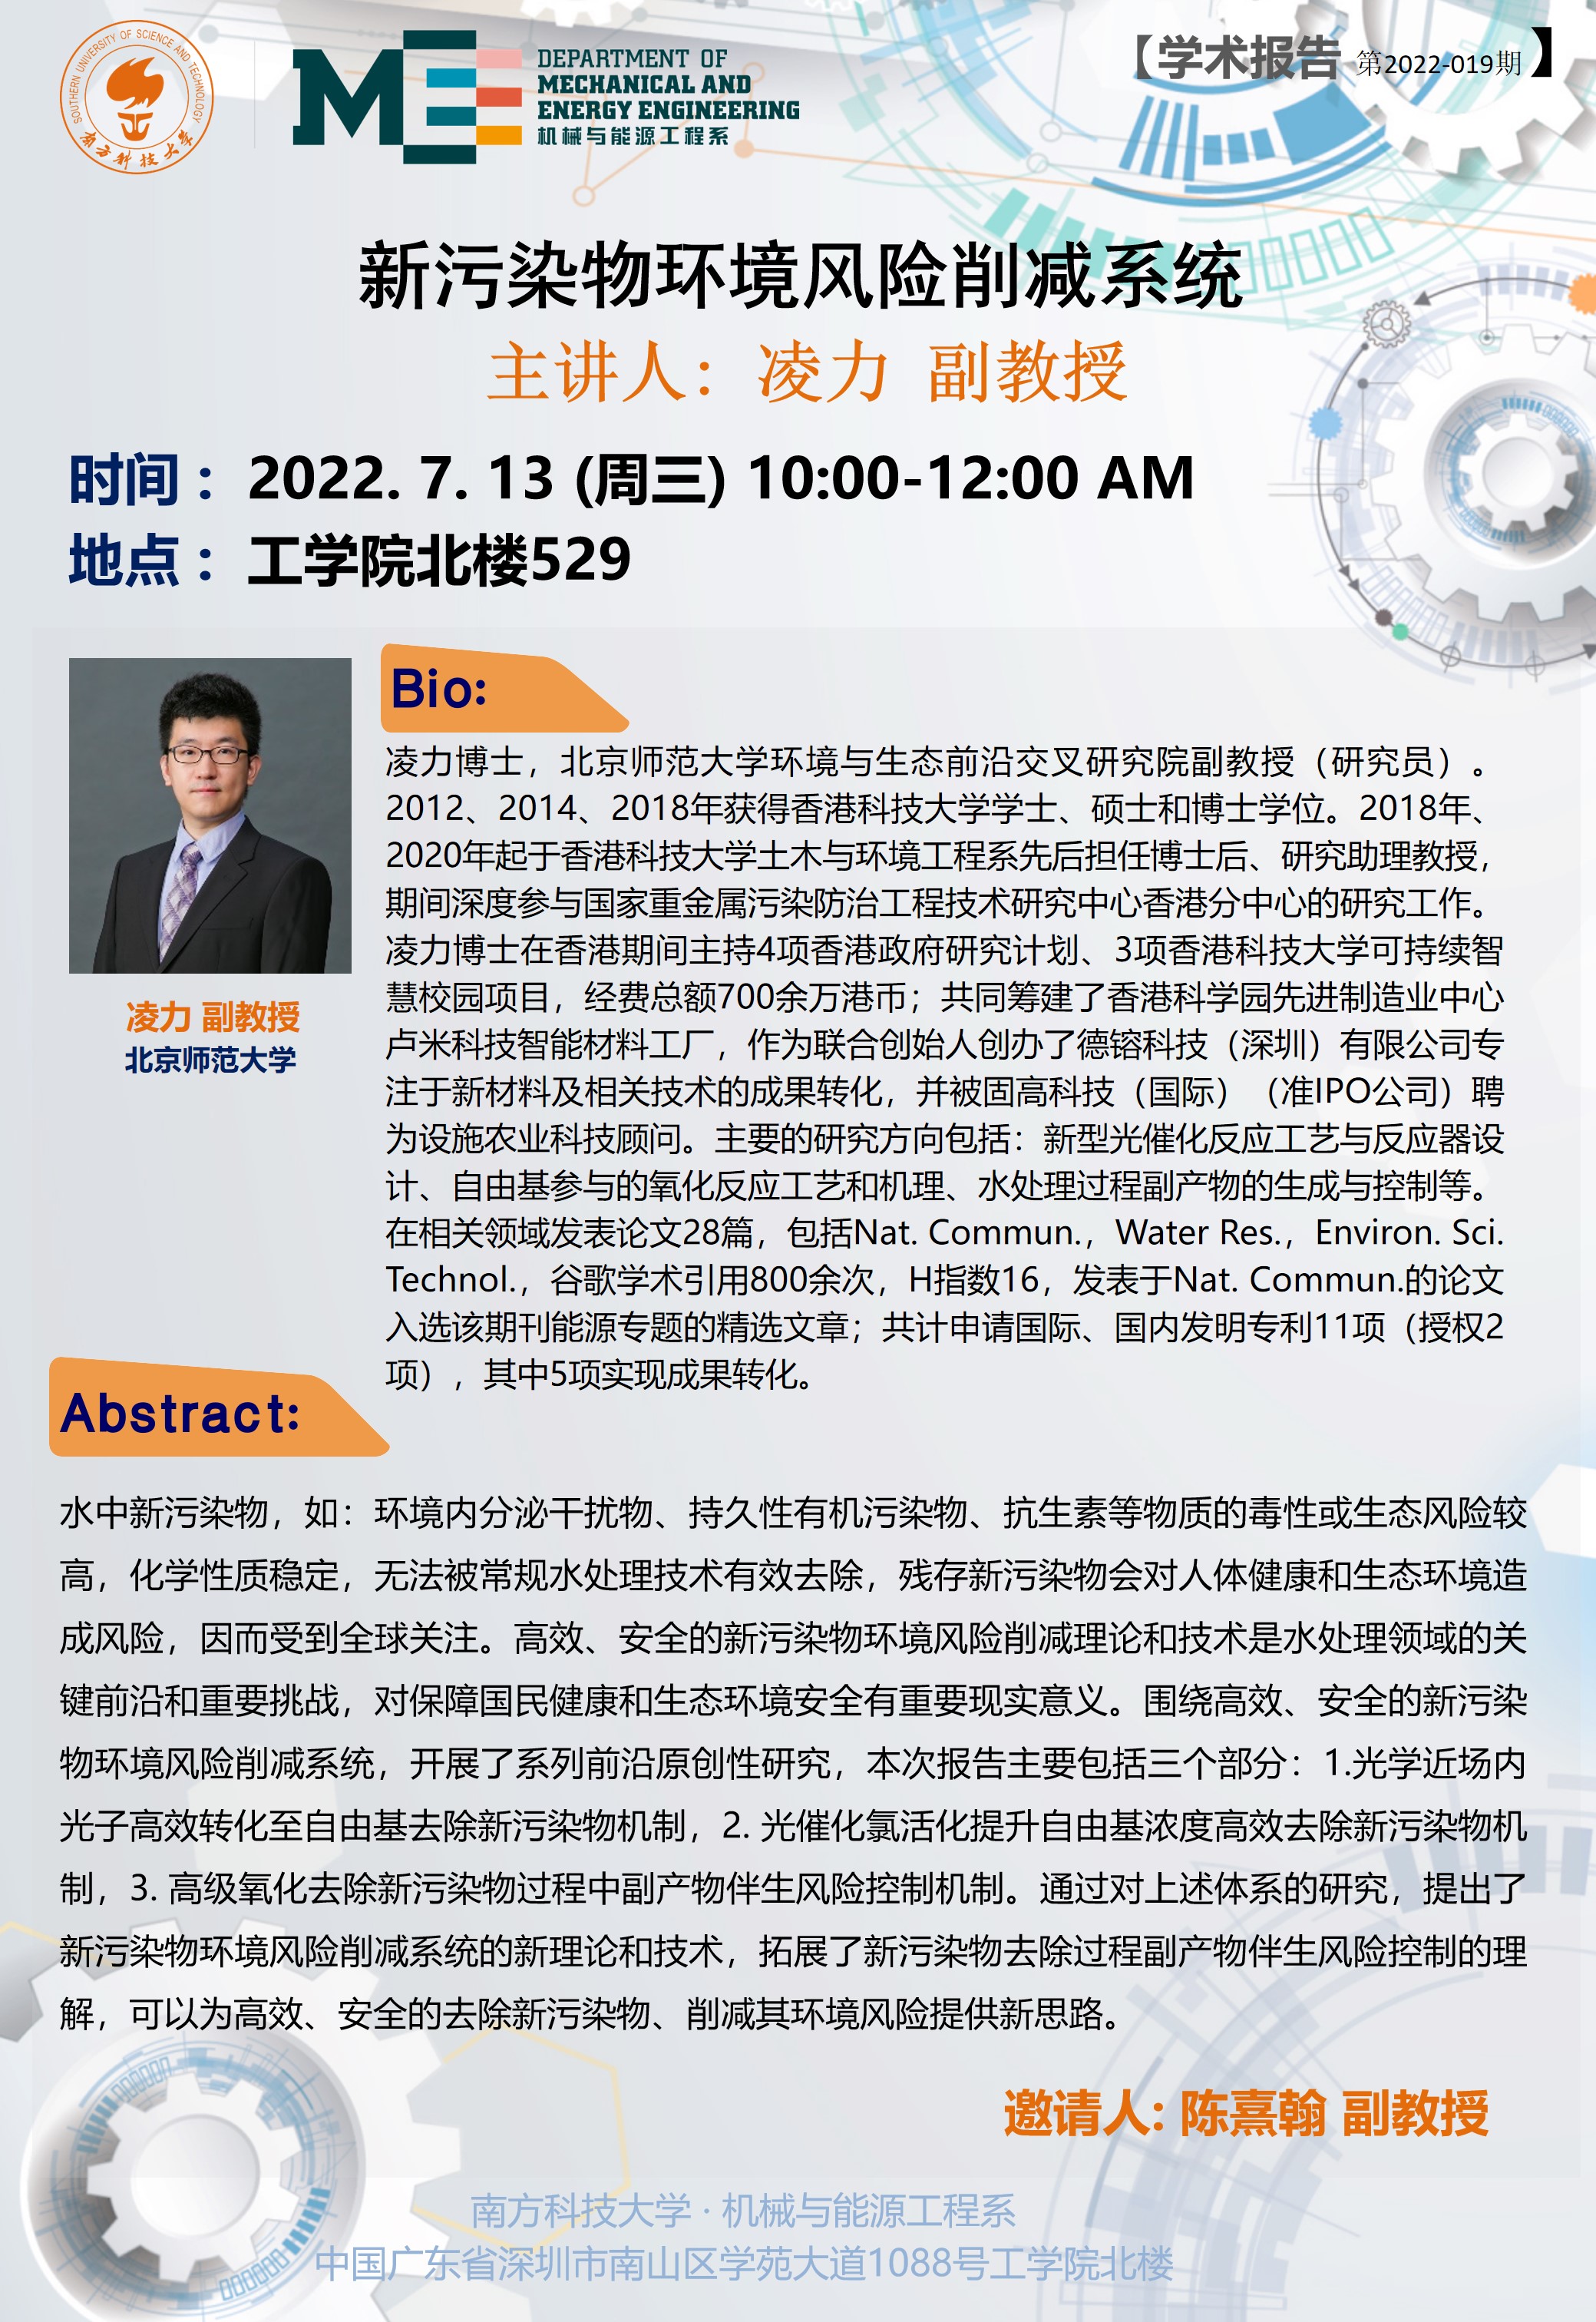 SOUTHERN UNIVERSITY OF SCIENCE AND TECHNOLOGY
南方科技大学
ME
DEPARTMENT OF
MECHANICAL AND
ENERGY ENGINEERING
机械与能源工程系
【学术报告 第2022-019期】
新污染物环境风险削减系统
主讲人：凌力 副教授
时间： 2022. 7. 13 (周三) 10:00-12:00 AM
地点： 工学院北楼529
Bio:
凌力博士，北京师范大学环境与生态前沿交叉研究院副教授（研究员）。
2012、2014、2018年获得香港科技大学学士、硕士和博士学位。2018年、
2020年起于香港科技大学土木与环境工程系先后担任博士后、研究助理教授，
期间深度参与国家重金属污染防治工程技术研究中心香港分中心的研究工作。
凌力博士在香港期间主持4项香港政府研究计划、3项香港科技大学可持续智
慧校园项目，经费总额700余万港币；共同筹建了香港科学园先进制造业中心
卢米科技智能材料工厂，作为联合创始人创办了德镕科技（深圳）有限公司专
注于新材料及相关技术的成果转化，并被固高科技（国际）（准IPO公司）聘
为设施农业科技顾问。主要的研究方向包括：新型光催化反应工艺与反应器设
计、自由基参与的氧化反应工艺和机理、水处理过程副产物的生成与控制等。
在相关领域发表论文28篇，包括Nat. Commun.，Water Res.，Environ. Sci.
Technol.，谷歌学术引用800余次，H指数16，发表于Nat. Commun.的论文
入选该期刊能源专题的精选文章；共计申请国际、国内发明专利11项（授权2
项），其中5项实现成果转化。
凌力 副教授
北京师范大学
Abstract:
水中新污染物，如：环境内分泌干扰物、持久性有机污染物、抗生素等物质的毒性或生态风险较
高，化学性质稳定，无法被常规水处理技术有效去除，残存新污染物会对人体健康和生态环境造
成风险，因而受到全球关注。高效、安全的新污染物环境风险削减理论和技术是水处理领域的关
键前沿和重要挑战，对保障国民健康和生态环境安全有重要现实意义。围绕高效、安全的新污染
物环境风险削减系统，开展了系列前沿原创性研究，本次报告主要包括三个部分：1.光学近场内
光子高效转化至自由基去除新污染物机制，2. 光催化氯活化提升自由基浓度高效去除新污染物机
制，3. 高级氧化去除新污染物过程中副产物伴生风险控制机制。通过对上述体系的研究，提出了
新污染物环境风险削减系统的新理论和技术，拓展了新污染物去除过程副产物伴生风险控制的理
解，可以为高效、安全的去除新污染物、削减其环境风险提供新思路。
邀请人: 陈熹翰 副教授
南方科技大学 · 机械与能源工程系
中国广东省深圳市南山区学苑大道1088号工学院北楼